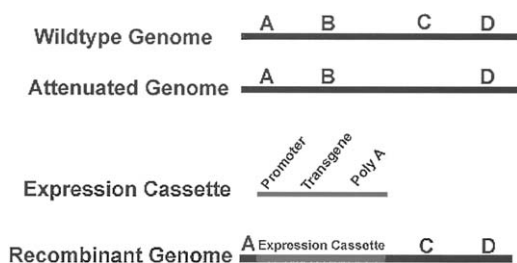 A B C D
Wildtype Genome
A B D
Attenuated Genome
Promoter Transgene Poly A
Expression Cassette
A Expression Cassette C D
Recombinant Genome